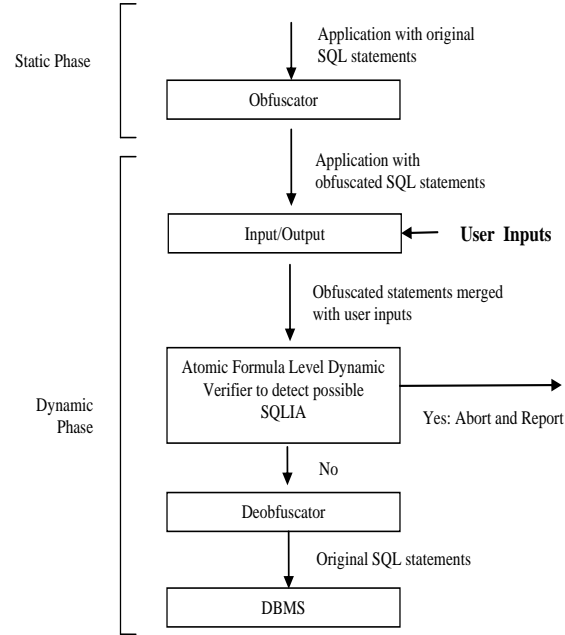 Application with original
SQL statements
Static Phase
Obfuscator
Application with
obfuscated SQL statements
Input/Output
User Inputs
Obfuscated statements merged
with user inputs
Atomic Formula Level Dynamic
Verifier to detect possible
SQLIA
Dynamic
Phase
Yes: Abort and Report
No
Deobfuscator
Original SQL statements
DBMS